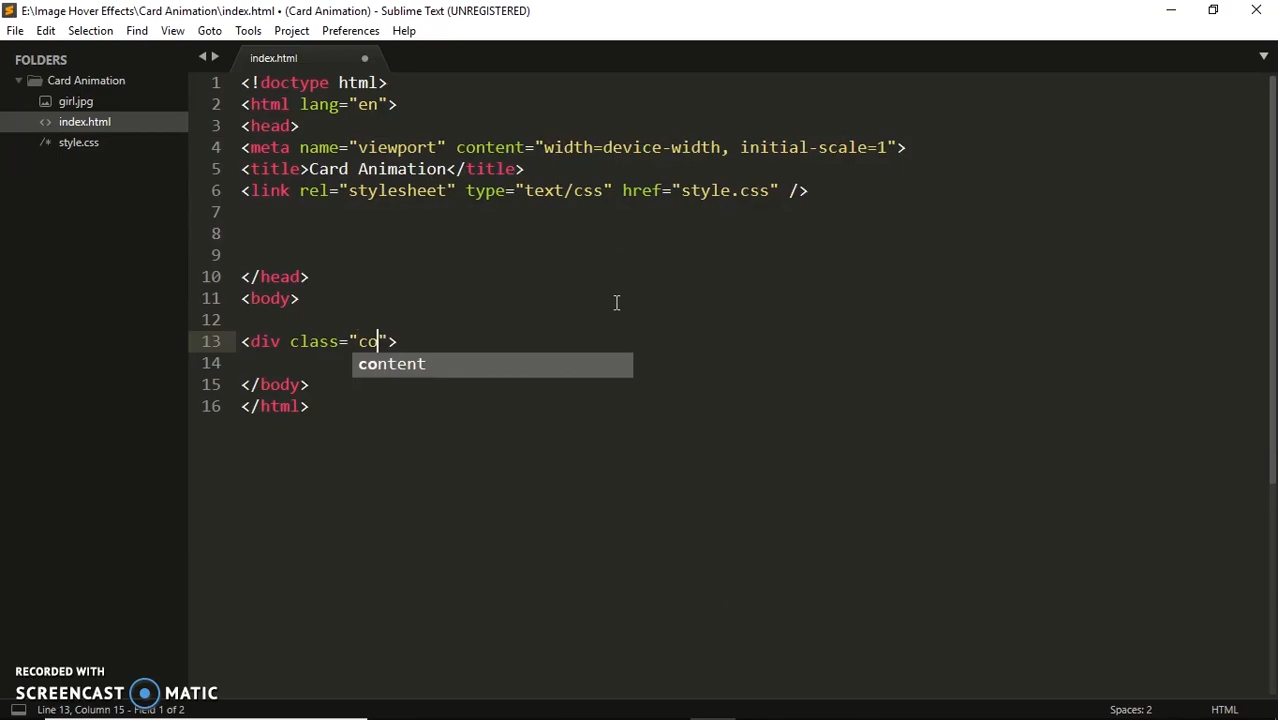 E:\Image Hover Effects\Card Animation\index.html • (Card Animation) - Sublime Text (UNREGISTERED)
File Edit Selection Find View Goto Tools Project Preferences Help
FOLDERS
Card Animation
girl.jpg
<> index.html
/* style.css
index.html
1 <!doctype html>
2 <html lang="en">
3 <head>
4 <meta name="viewport" content="width=device-width, initial-scale=1">
5 <title>Card Animation</title>
6 <link rel="stylesheet" type="text/css" href="style.css" />
7
8
9
10 </head>
11 <body>
12
13 <div class="co">
content
14
15 </body>
16 </html>
RECORDED WITH
SCREENCAST MATIC
Line 13, Column 15 - Field 1 of 2
Spaces: 2
HTML